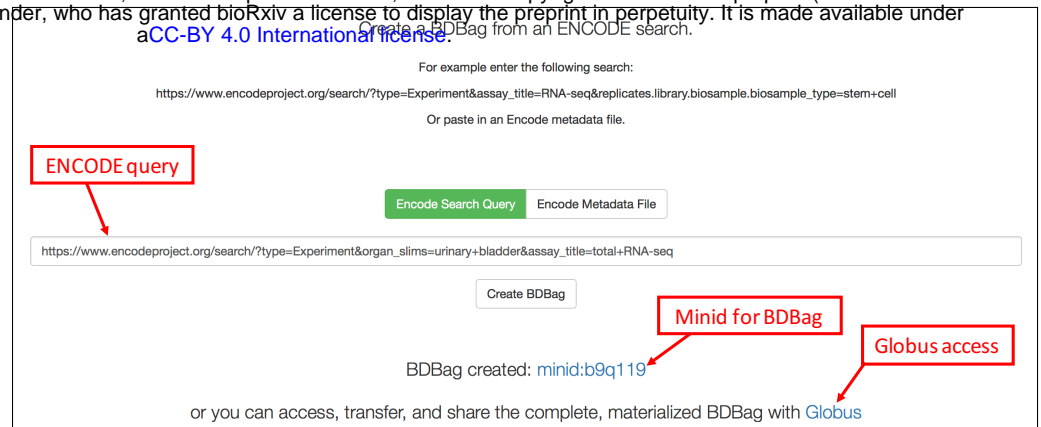 nder, who has granted bioRxiv a license to display the preprint in perpetuity. It is made available under
aCC-BY 4.0 International license.
Create a BDBag from an ENCODE search.
For example enter the following search:
https://www.encodeproject.org/search/?type=Experiment&assay_title=RNA-seq&replicates.library.biosample.biosample_type=stem+cell
Or paste in an Encode metadata file.
ENCODE query
Encode Search Query Encode Metadata File
https://www.encodeproject.org/search/?type=Experiment&organ_slims=urinary+bladder&assay_title=total+RNA-seq
Create BDBag
Minid for BDBag
Globus access
BDBag created: minid:b9q119
or you can access, transfer, and share the complete, materialized BDBag with Globus